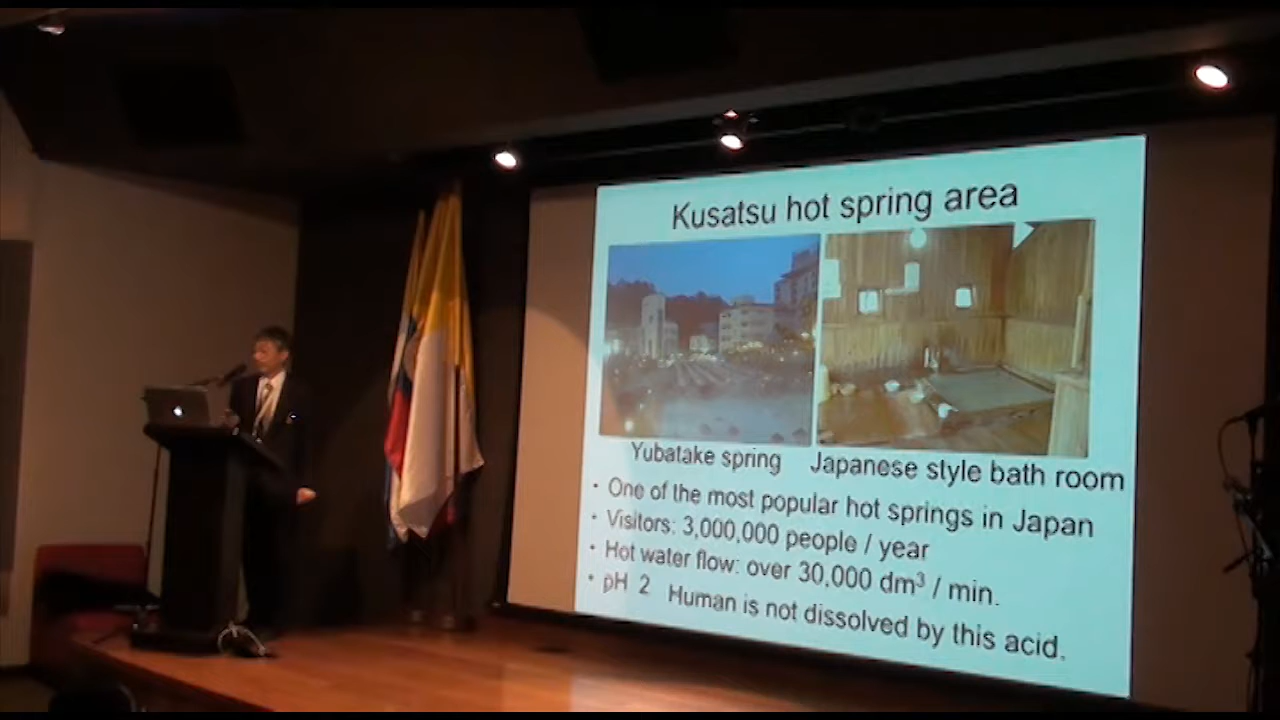 Kusatsu hot spring area
Yubatake spring Japanese style bath room
· One of the most popular hot springs in Japan
· Visitors: 3,000,000 people / year
· Hot water flow: over 30,000 dm³ / min.
· pH 2 Human is not dissolved by this acid.